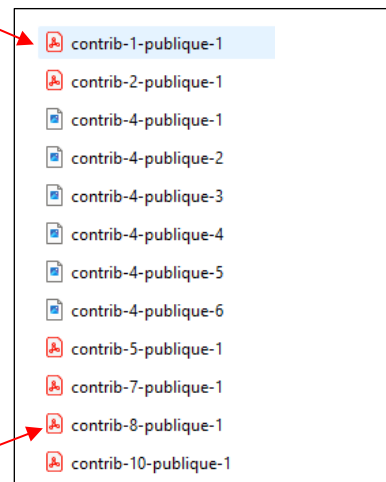 contrib-1-publique-1
contrib-2-publique-1
contrib-4-publique-1
contrib-4-publique-2
contrib-4-publique-3
contrib-4-publique-4
contrib-4-publique-5
contrib-4-publique-6
contrib-5-publique-1
contrib-7-publique-1
contrib-8-publique-1
contrib-10-publique-1